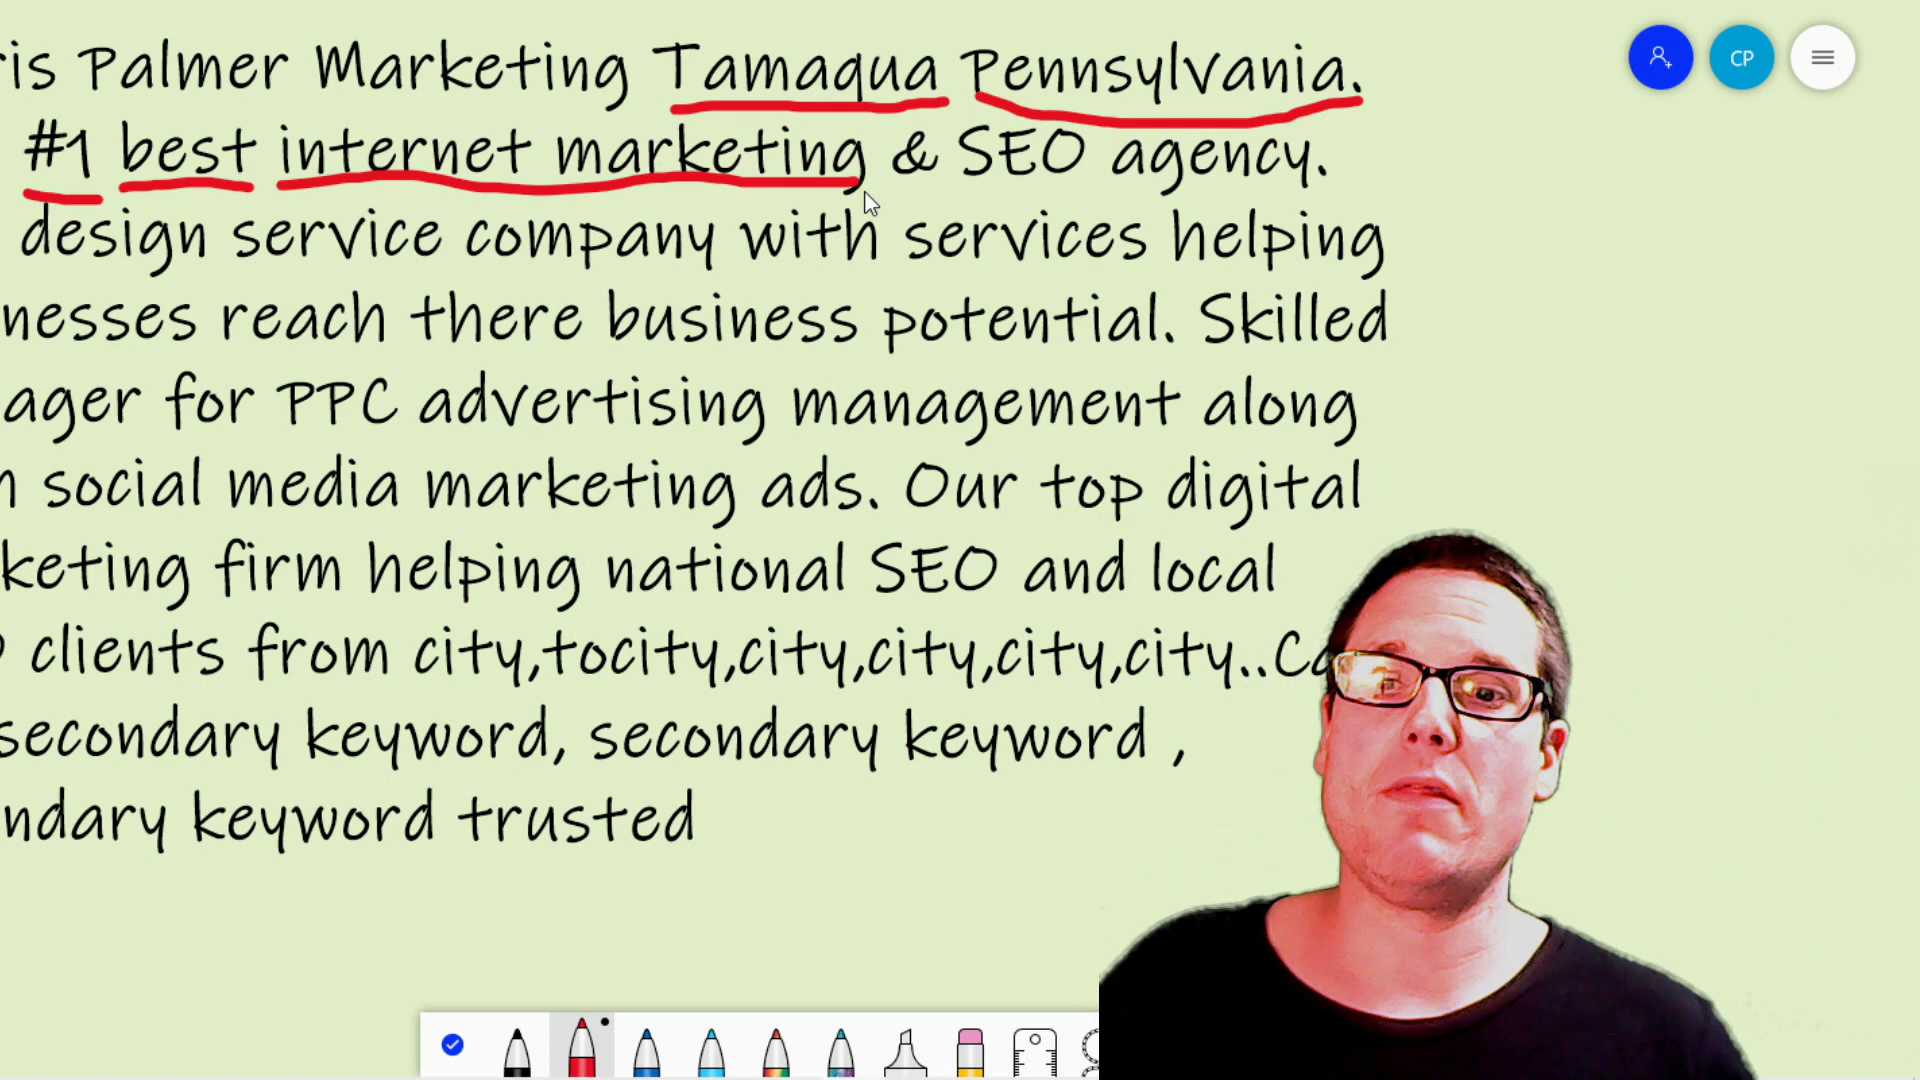 ris Palmer Marketing Tamaqua Pennsylvania.
#1 best internet marketing & SEO agency.
design service company with services helping
nesses reach there business potential. Skilled
ager for PPC advertising management along
social media marketing ads. Our top digital
keting firm helping national SEO and local
clients from city,tocity,city,city,city,city..
secondary keyword, secondary keyword ,
ndary keyword trusted
CP